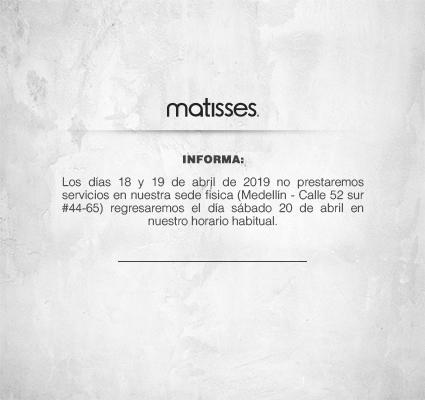 matisses.
INFORMA:
Los días 18 y 19 de abril de 2019 no prestaremos
servicios en nuestra sede física (Medellín - Calle 52 sur
#44-65) regresaremos el día sábado 20 de abril en
nuestro horario habitual.